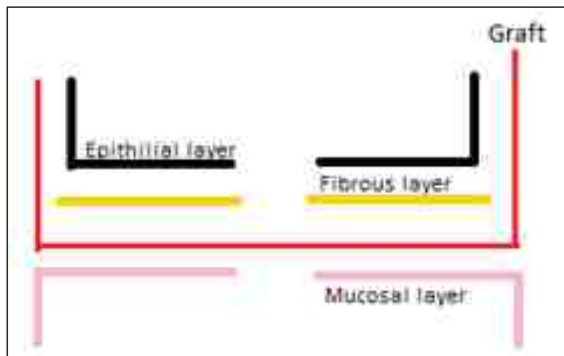 Graft
Epithilial layer
Fibrous layer
Mucosal layer